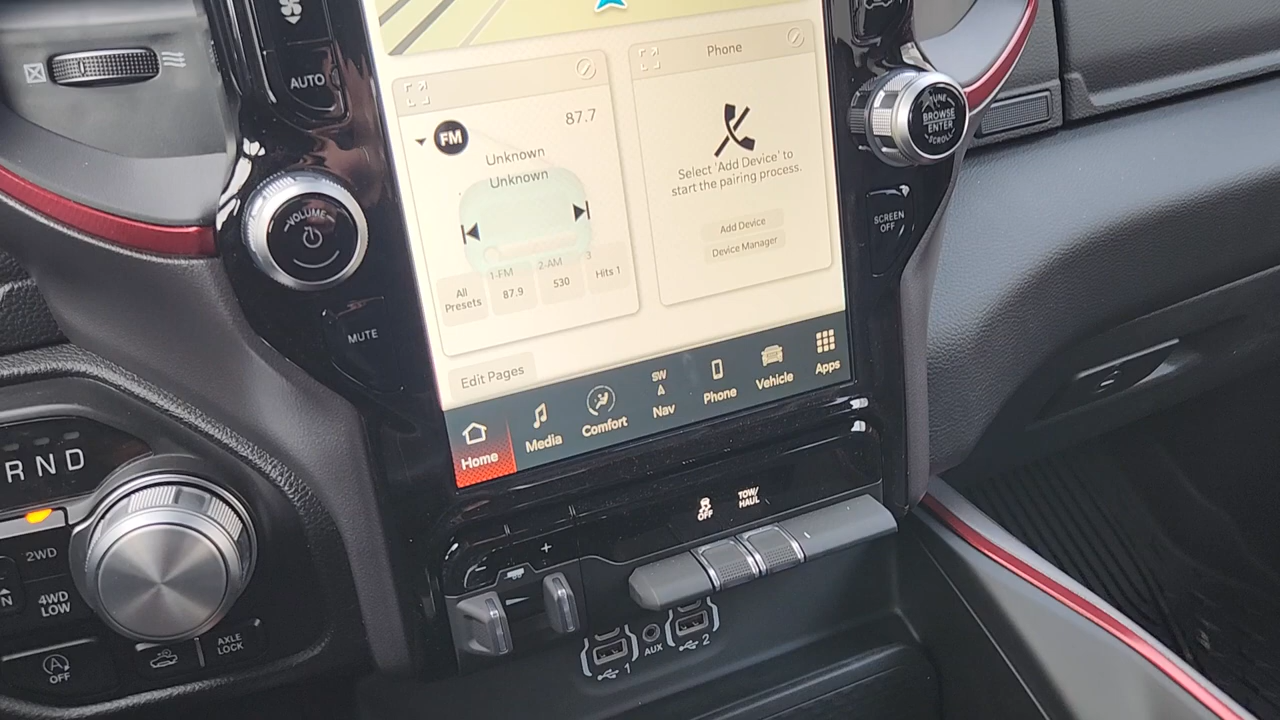 AUTO
VOLUME
MUTE
TUNE
BROWSE
ENTER
SCROLL
SCREEN
OFF
FM
87.7
Unknown
Unknown
All
Presets
1-FM
87.9
2-AM
530
3
Hits 1
Phone
Select 'Add Device' to
start the pairing process.
Add Device
Device Manager
Edit Pages
Home
Media
Comfort
SW
Nav
Phone
Vehicle
Apps
R N D
2WD
N
4WD
LOW
OFF
AXLE
LOCK
OFF
TOW/
HAUL
- +
1
AUX
2